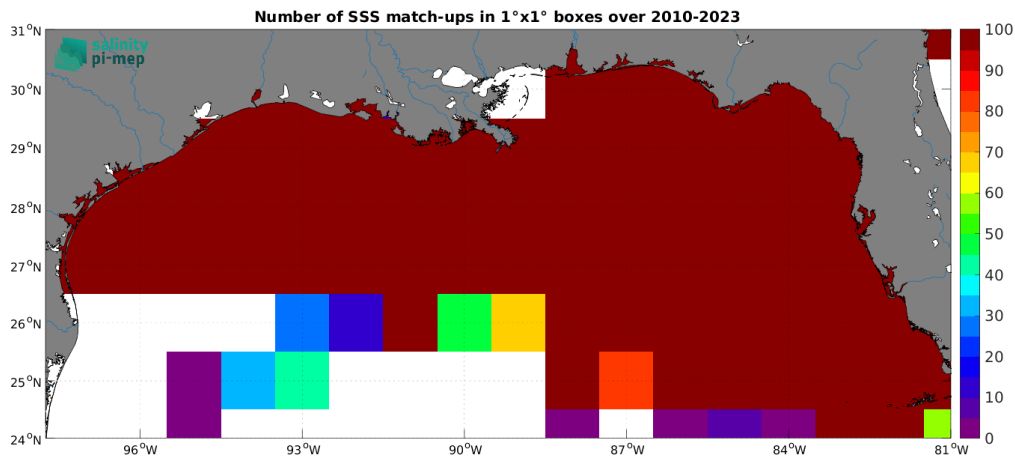 Number of SSS match-ups in 1°x1° boxes over 2010-2023
salinity
pi-mep
31°N
30°N
29°N
28°N
27°N
26°N
25°N
24°N
96°W
93°W
90°W
87°W
84°W
81°W
100
90
80
70
60
50
40
30
20
10
0